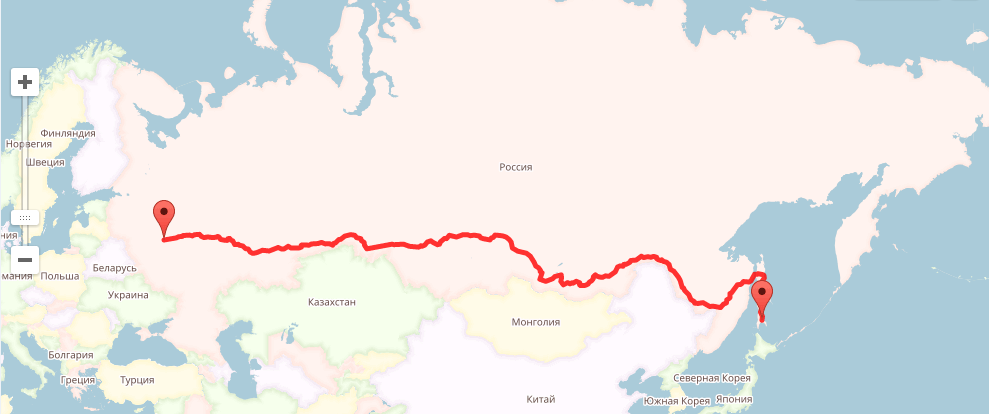 Финляндия
Норвегия
Швеция
Россия
ния
Беларусь
мания
Польша
Украина
Казахстан
Монголия
Болгария
Греция
Турция
Северная Корея
Китай
Южная Корея
Япония